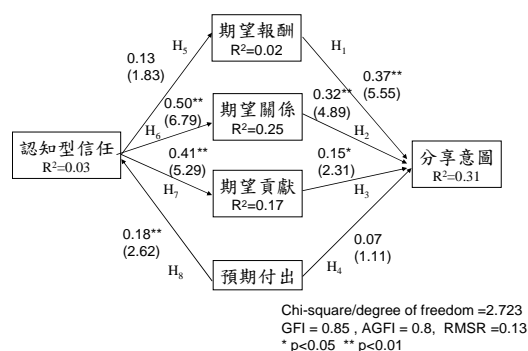 期望報酬
R²=0.02
H₅
H₁
0.13
(1.83)
0.37**
(5.55)
0.50**
(6.79)
H₆
期望關係
R²=0.25
0.32**
(4.89)
H₂
認知型信任
R²=0.03
分享意圖
R²=0.31
0.41**
(5.29)
H₇
期望貢獻
R²=0.17
0.15*
(2.31)
H₃
0.18**
(2.62)
H₈
預期付出
0.07
(1.11)
H₄
Chi-square/degree of freedom =2.723
GFI = 0.85 , AGFI = 0.8, RMSR =0.13
* p<0.05 ** p<0.01